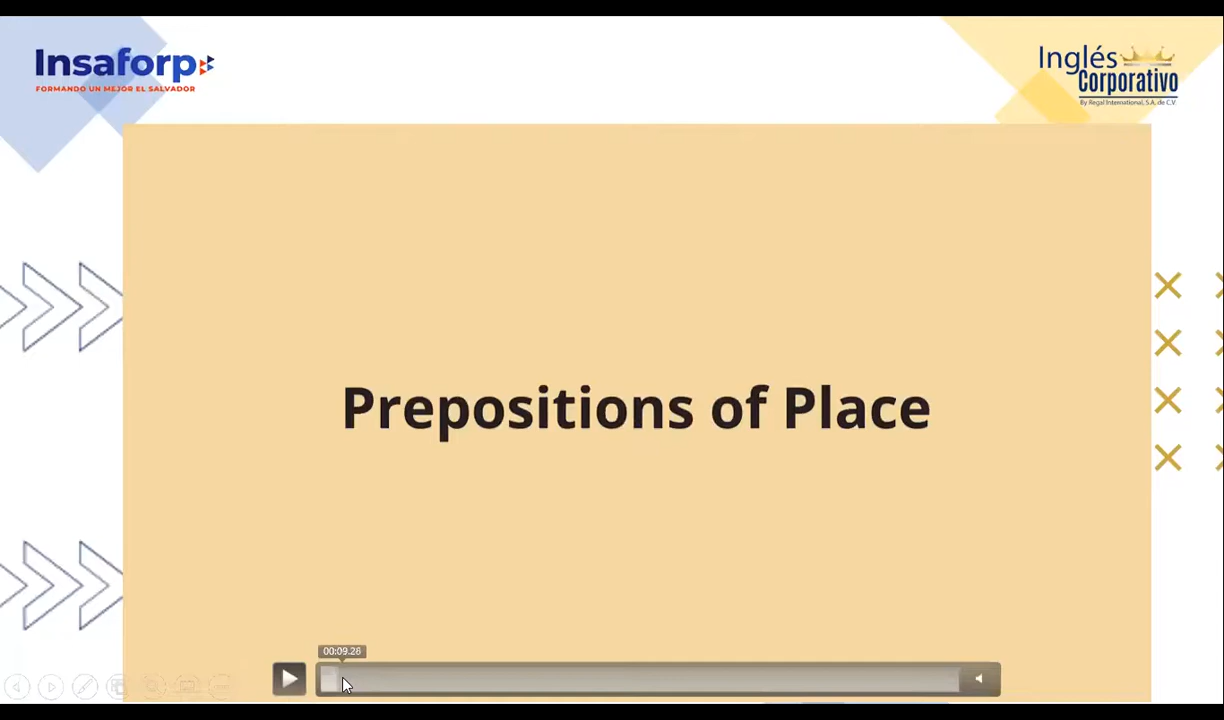 Insaforp
FORMANDO UN MEJOR EL SALVADOR
Inglés
Corporativo
By Regal International, S.A. de C.V.
Prepositions of Place
00:09.28